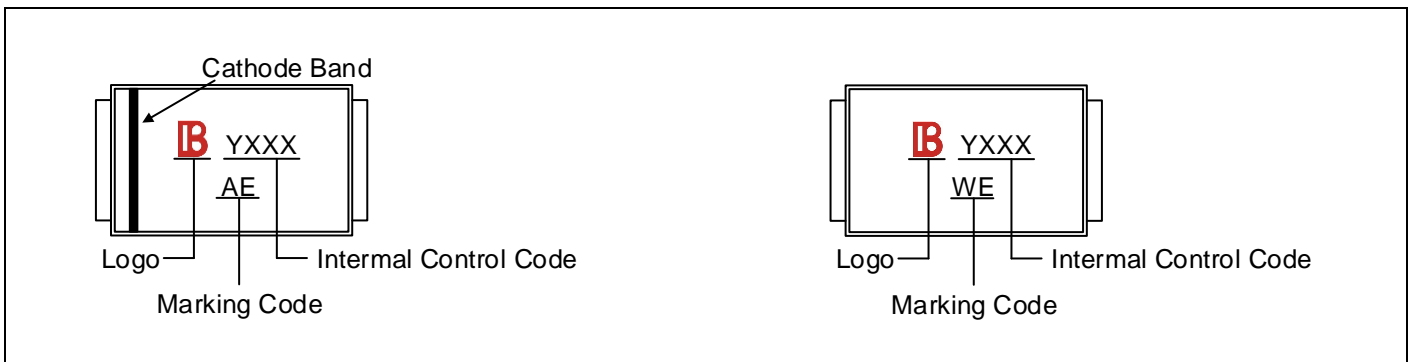 Cathode Band
B YXXX
AE
Logo
Intermal Control Code
Marking Code
B YXXX
WE
Logo
Intermal Control Code
Marking Code